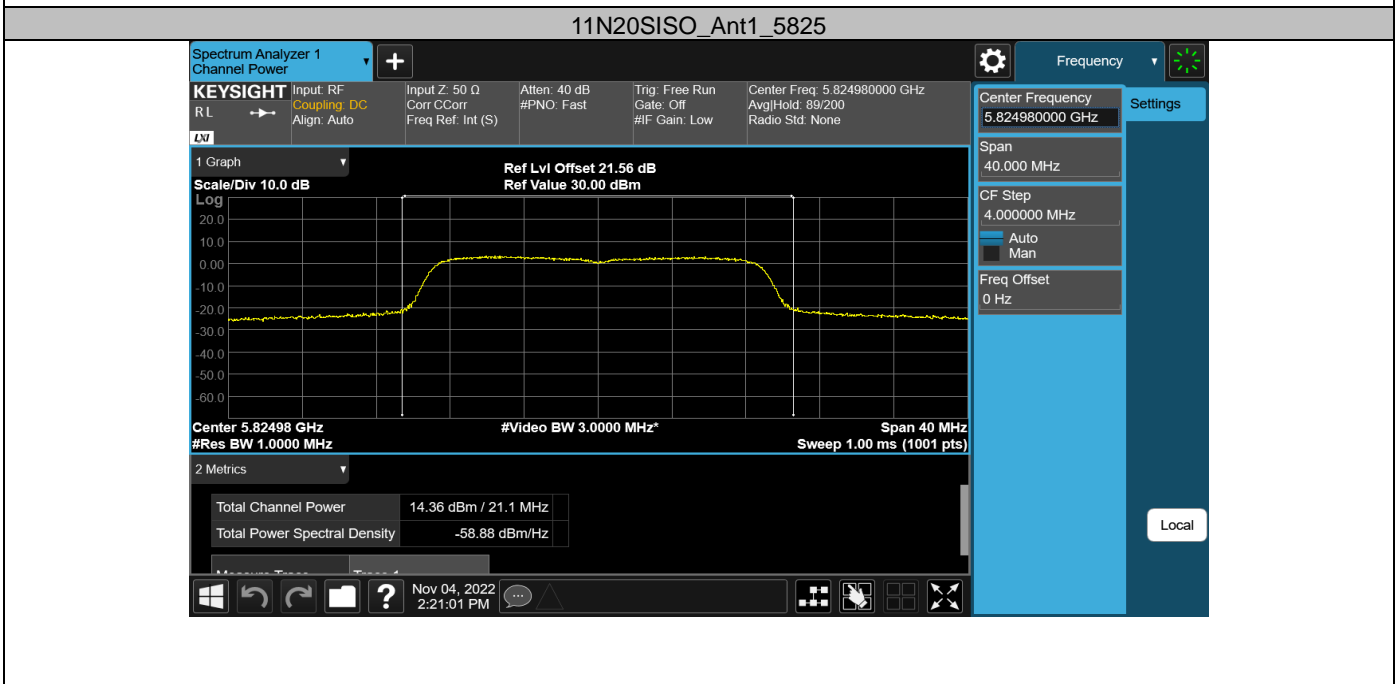 11N20SISO_Ant1_5825
Spectrum Analyzer 1
Channel Power
Frequency
KEYSIGHT
R L
LXI
Input: RF
Coupling: DC
Align: Auto
Input Z: 50 Ω
Corr CCorr
Freq Ref: Int (S)
Atten: 40 dB
#PNO: Fast
Trig: Free Run
Gate: Off
#IF Gain: Low
Center Freq: 5.824980000 GHz
Avg|Hold: 89/200
Radio Std: None
Center Frequency
5.824980000 GHz
Settings
Span
40.000 MHz
CF Step
4.000000 MHz
Auto
Man
Freq Offset
0 Hz
1 Graph
Scale/Div 10.0 dB
Ref Lvl Offset 21.56 dB
Ref Value 30.00 dBm
Log
20.0
10.0
0.00
-10.0
-20.0
-30.0
-40.0
-50.0
-60.0
Center 5.82498 GHz
#Res BW 1.0000 MHz
#Video BW 3.0000 MHz*
Span 40 MHz
Sweep 1.00 ms (1001 pts)
2 Metrics
Total Channel Power 14.36 dBm / 21.1 MHz
Total Power Spectral Density -58.88 dBm/Hz
Measure Trace Trace 1
Local
?
Nov 04, 2022
2:21:01 PM